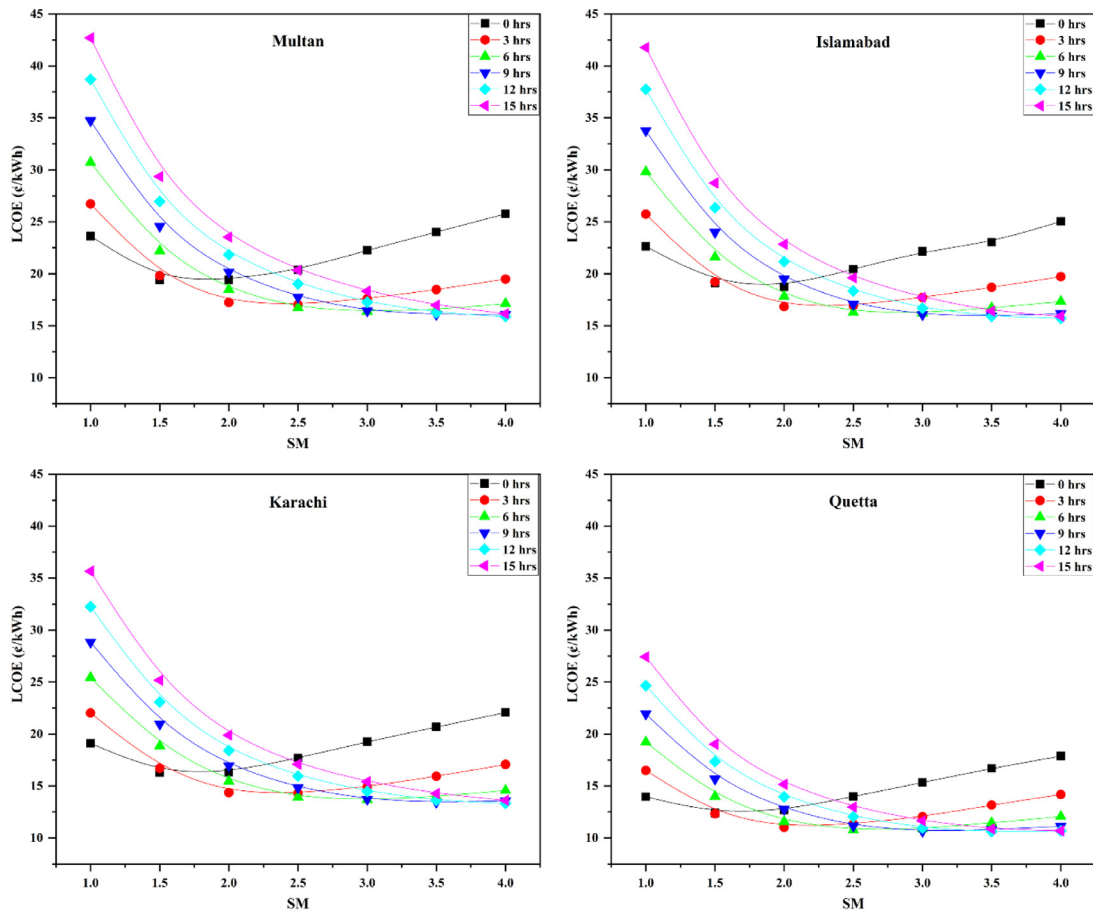 Multan
0 hrs
3 hrs
6 hrs
9 hrs
12 hrs
15 hrs
LCOE (¢/kWh)
45
40
35
30
25
20
15
10
1.0 1.5 2.0 2.5 3.0 3.5 4.0
SM
Islamabad
0 hrs
3 hrs
6 hrs
9 hrs
12 hrs
15 hrs
LCOE (¢/kWh)
45
40
35
30
25
20
15
10
1.0 1.5 2.0 2.5 3.0 3.5 4.0
SM
Karachi
0 hrs
3 hrs
6 hrs
9 hrs
12 hrs
15 hrs
LCOE (¢/kWh)
45
40
35
30
25
20
15
10
1.0 1.5 2.0 2.5 3.0 3.5 4.0
SM
Quetta
0 hrs
3 hrs
6 hrs
9 hrs
12 hrs
15 hrs
LCOE (¢/kWh)
45
40
35
30
25
20
15
10
1.0 1.5 2.0 2.5 3.0 3.5 4.0
SM